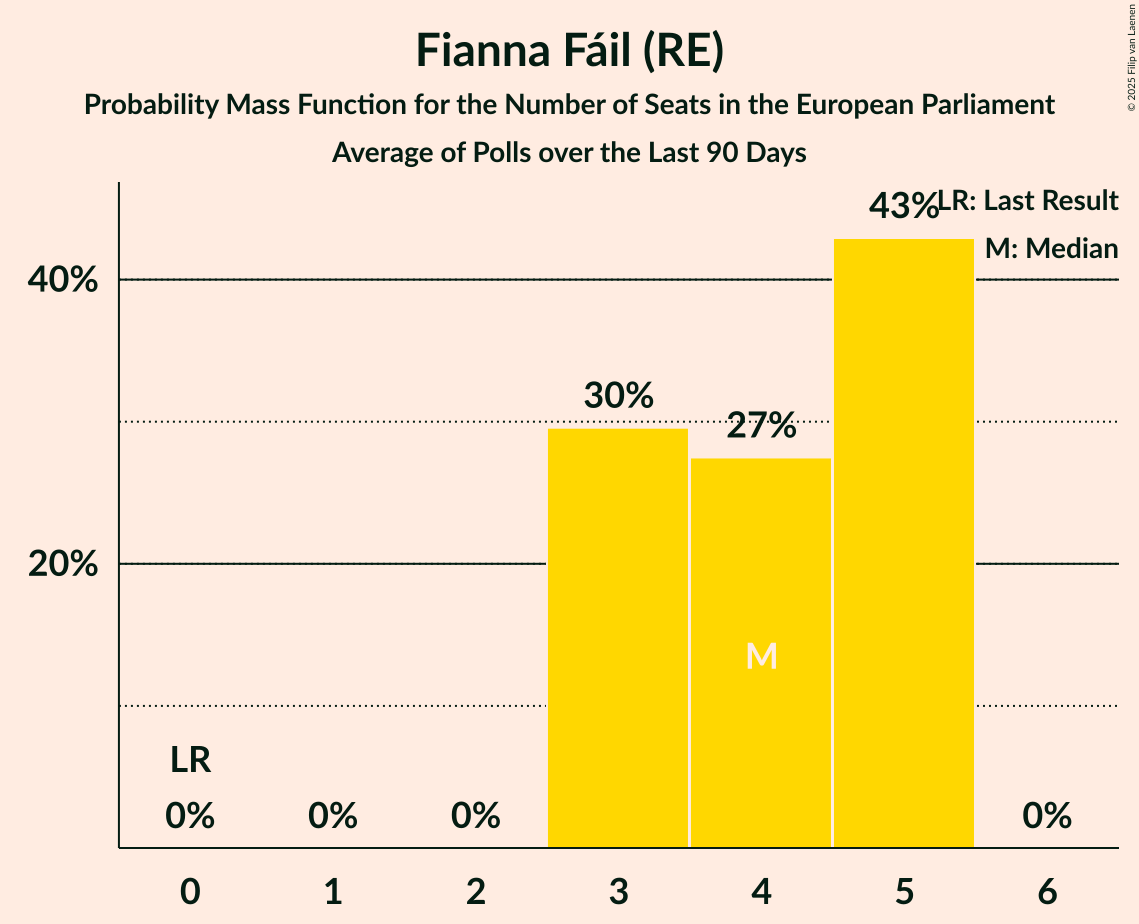 Fianna Fáil (RE)
Probability Mass Function for the Number of Seats in the European Parliament
Average of Polls over the Last 90 Days
© 2025 Filip van Laenen
LR: Last Result
M: Median
43%
40%
30%
27%
20%
M
LR
0%
0%
0%
0%
0
1
2
3
4
5
6